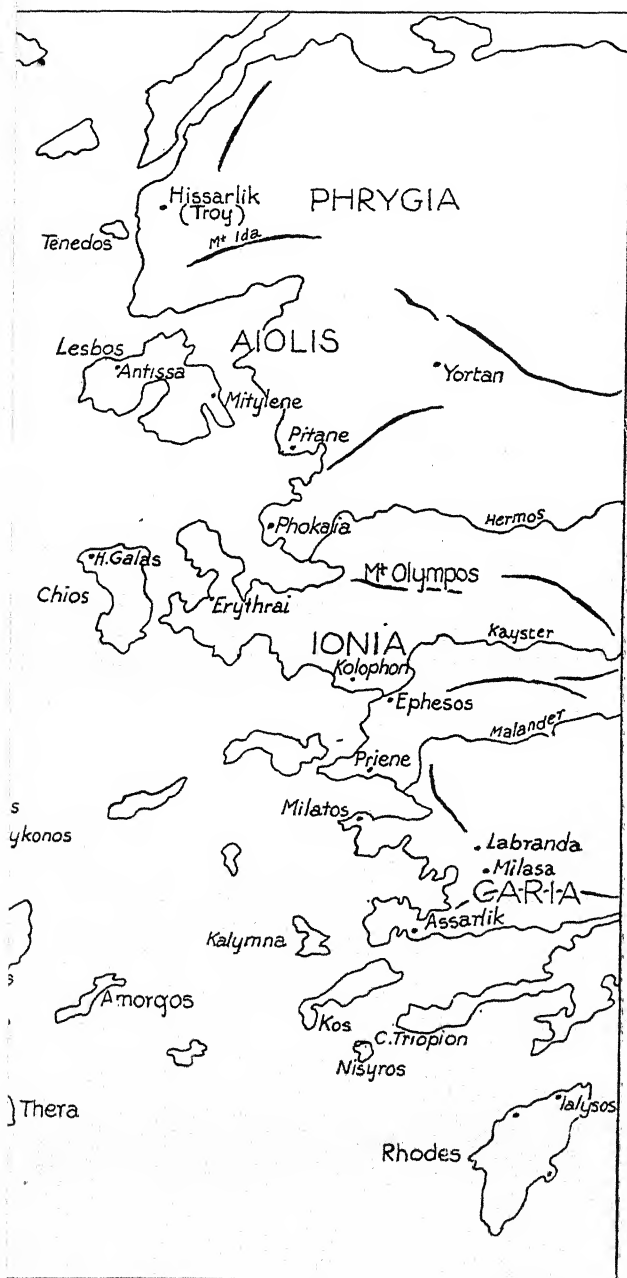 Hissarlik
(Troy)
PHRYGIA
Tenedos
Mt Ida
AIOLIS
Lesbos
Antissa
Yortan
Mitylene
Pitane
Phokaia
Hermos
H. Galas
Mt Olympos
Chios
Erythrai
IONIA
Kayster
Kolophon
Ephesos
Maiander
Priene
Milatos
s
ykonos
Labranda
Milasa
CARIA
Assarlik
Kalymna
s
Amorgos
Kos
C. Triopion
Nisyros
Thera
Ialysos
Rhodes